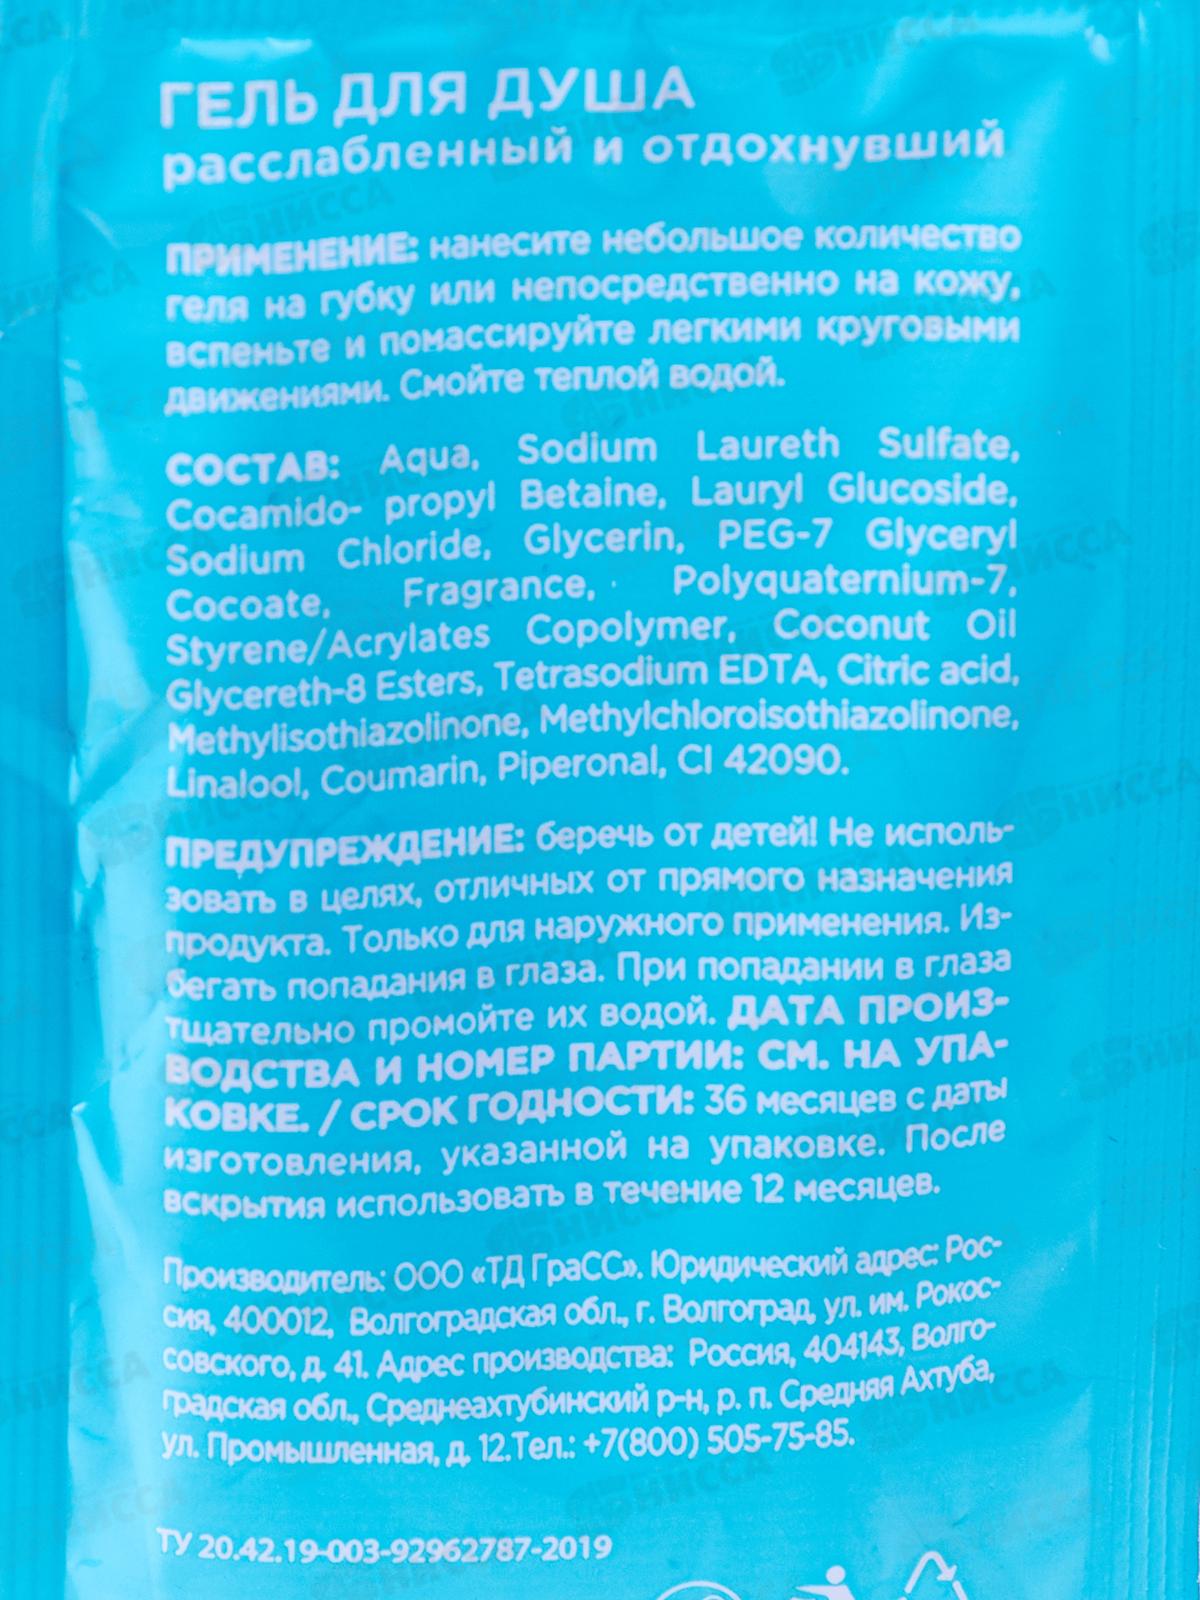 ГЕЛЬ ДЛЯ ДУША
расслабленный и отдохнувший
ПРИМЕНЕНИЕ: нанесите небольшое количество
геля на губку или непосредственно на кожу,
вспеньте и помассируйте легкими круговыми
движениями. Смойте теплой водой.
СОСТАВ: Aqua, Sodium Laureth Sulfate,
Cocamido- propyl Betaine, Lauryl Glucoside,
Sodium Chloride, Glycerin, PEG-7 Glyceryl
Cocoate, Fragrance, Polyquaternium-7,
Styrene/Acrylates Copolymer, Coconut Oil
Glycereth-8 Esters, Tetrasodium EDTA, Citric acid,
Methylisothiazolinone, Methylchloroisothiazolinone,
Linalool, Coumarin, Piperonal, CI 42090.
ПРЕДУПРЕЖДЕНИЕ: беречь от детей! Не исполь-
зовать в целях, отличных от прямого назначения
продукта. Только для наружного применения. Из-
бегать попадания в глаза. При попадании в глаза
тщательно промойте их водой. ДАТА ПРОИЗ-
ВОДСТВА И НОМЕР ПАРТИИ: СМ. НА УПА-
КОВКЕ. / СРОК ГОДНОСТИ: 36 месяцев с даты
изготовления, указанной на упаковке. После
вскрытия использовать в течение 12 месяцев.
Производитель: ООО «ТД ГраСС». Юридический адрес: Рос-
сия, 400012, Волгоградская обл., г. Волгоград, ул. им. Рокос-
совского, д. 41. Адрес производства: Россия, 404143, Волго-
градская обл., Среднеахтубинский р-н, р. п. Средняя Ахтуба,
ул. Промышленная, д. 12.Тел.: +7(800) 505-75-85.
ТУ 20.42.19-003-92962787-2019